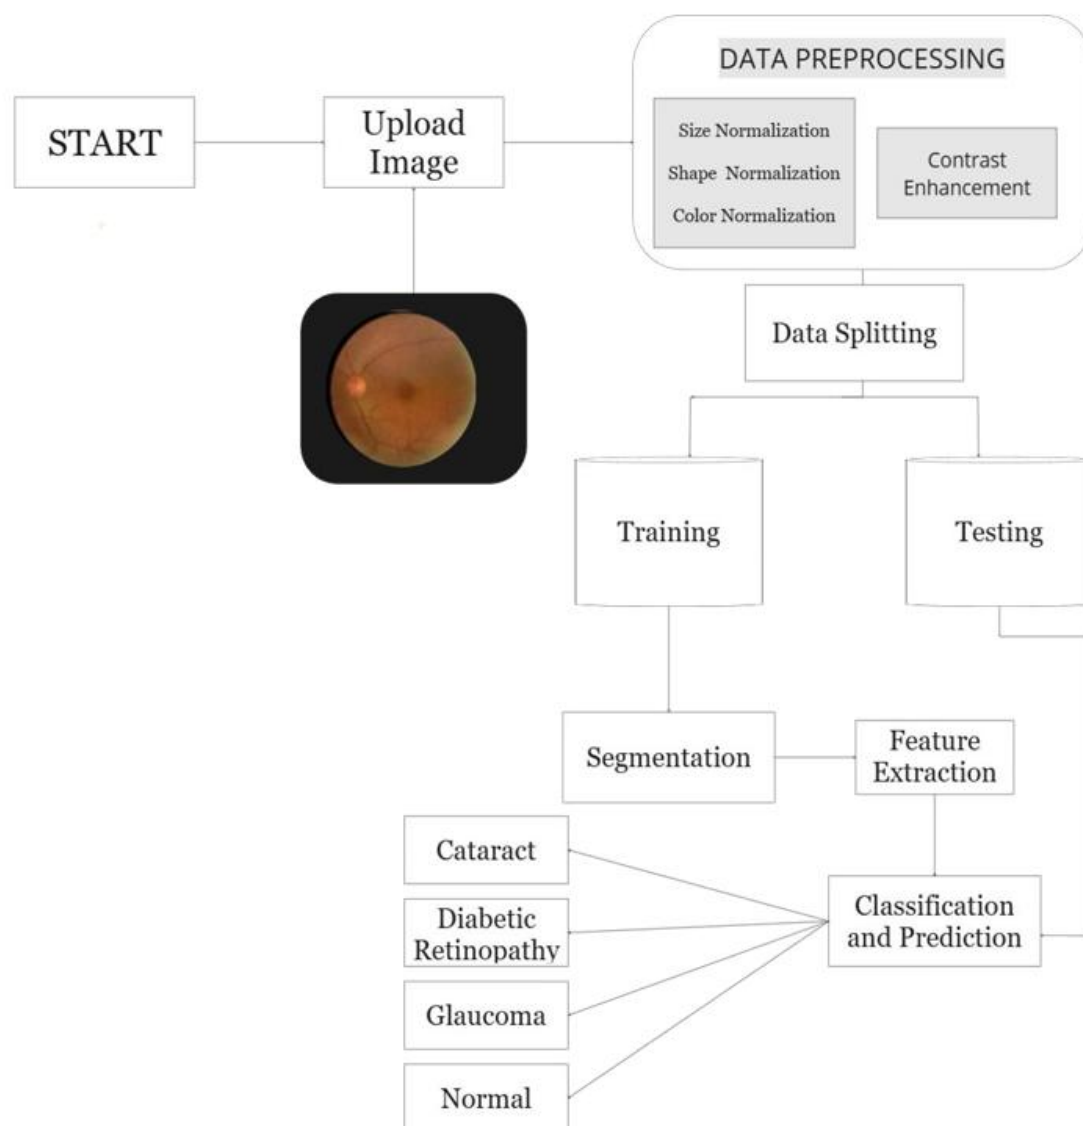 START
Upload
Image
DATA PREPROCESSING
Size Normalization
Shape Normalization
Color Normalization
Contrast
Enhancement
Data Splitting
Training
Testing
Segmentation
Feature
Extraction
Classification
and Prediction
Cataract
Diabetic
Retinopathy
Glaucoma
Normal